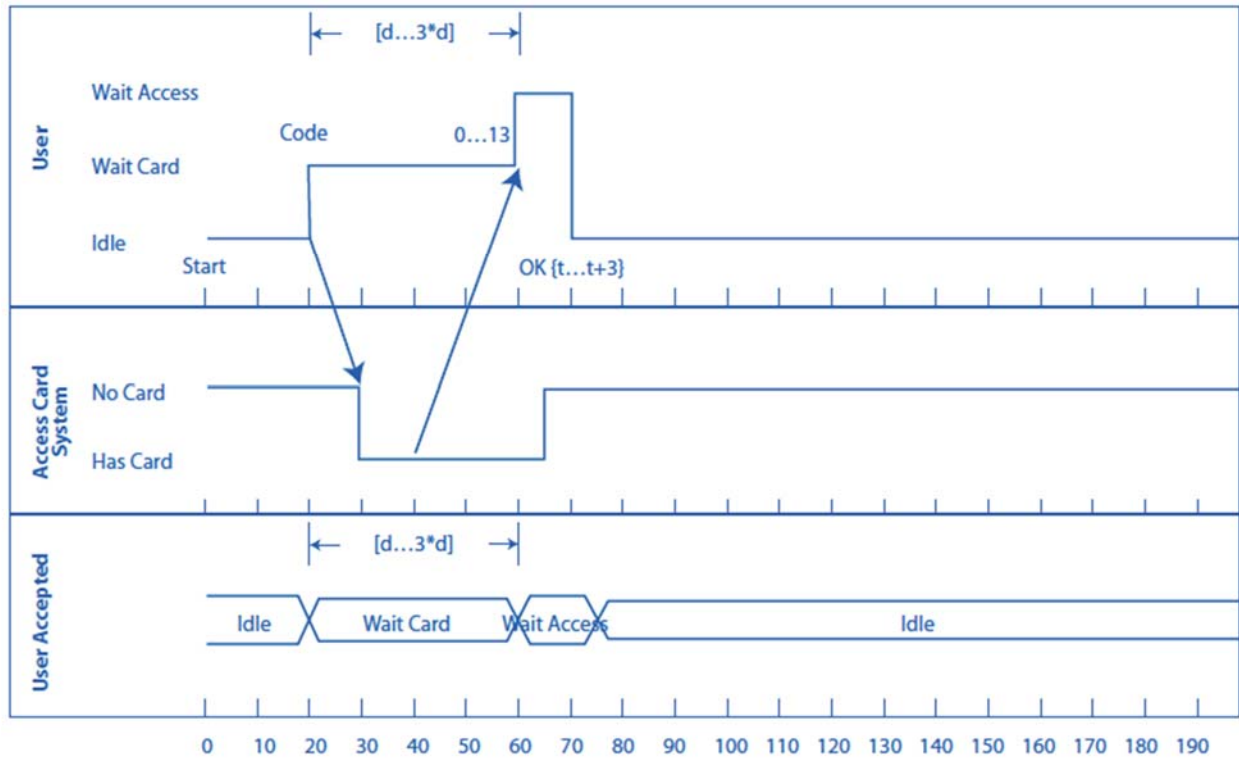 [d...3*d]
Wait Access
Code
0...13
Wait Card
Idle
Start
OK {t...t+3}
User
No Card
Has Card
Access Card
System
[d...3*d]
Idle
Wait Card
Wait Access
Idle
User Accepted
0 10 20 30 40 50 60 70 80 90 100 110 120 130 140 150 160 170 180 190